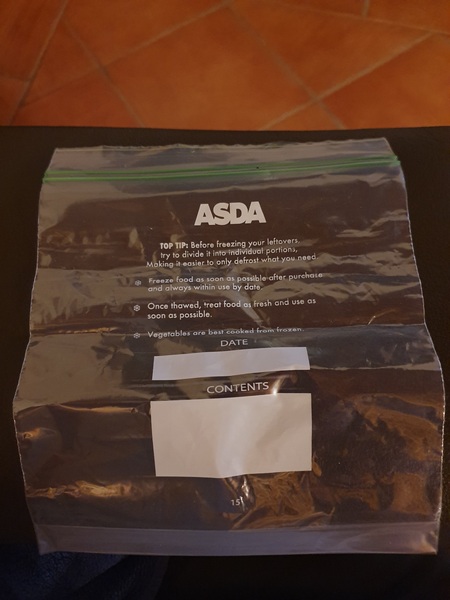 ASDA
TOP TIP: Before freezing your leftovers,
try to divide it into individual portions,
Making it easier to only defrost what you need.
Freeze food as soon as possible after purchase
and always within use by date.
Once thawed, treat food as fresh and use as
soon as possible.
Vegetables are best cooked from frozen.
DATE
CONTENTS
15